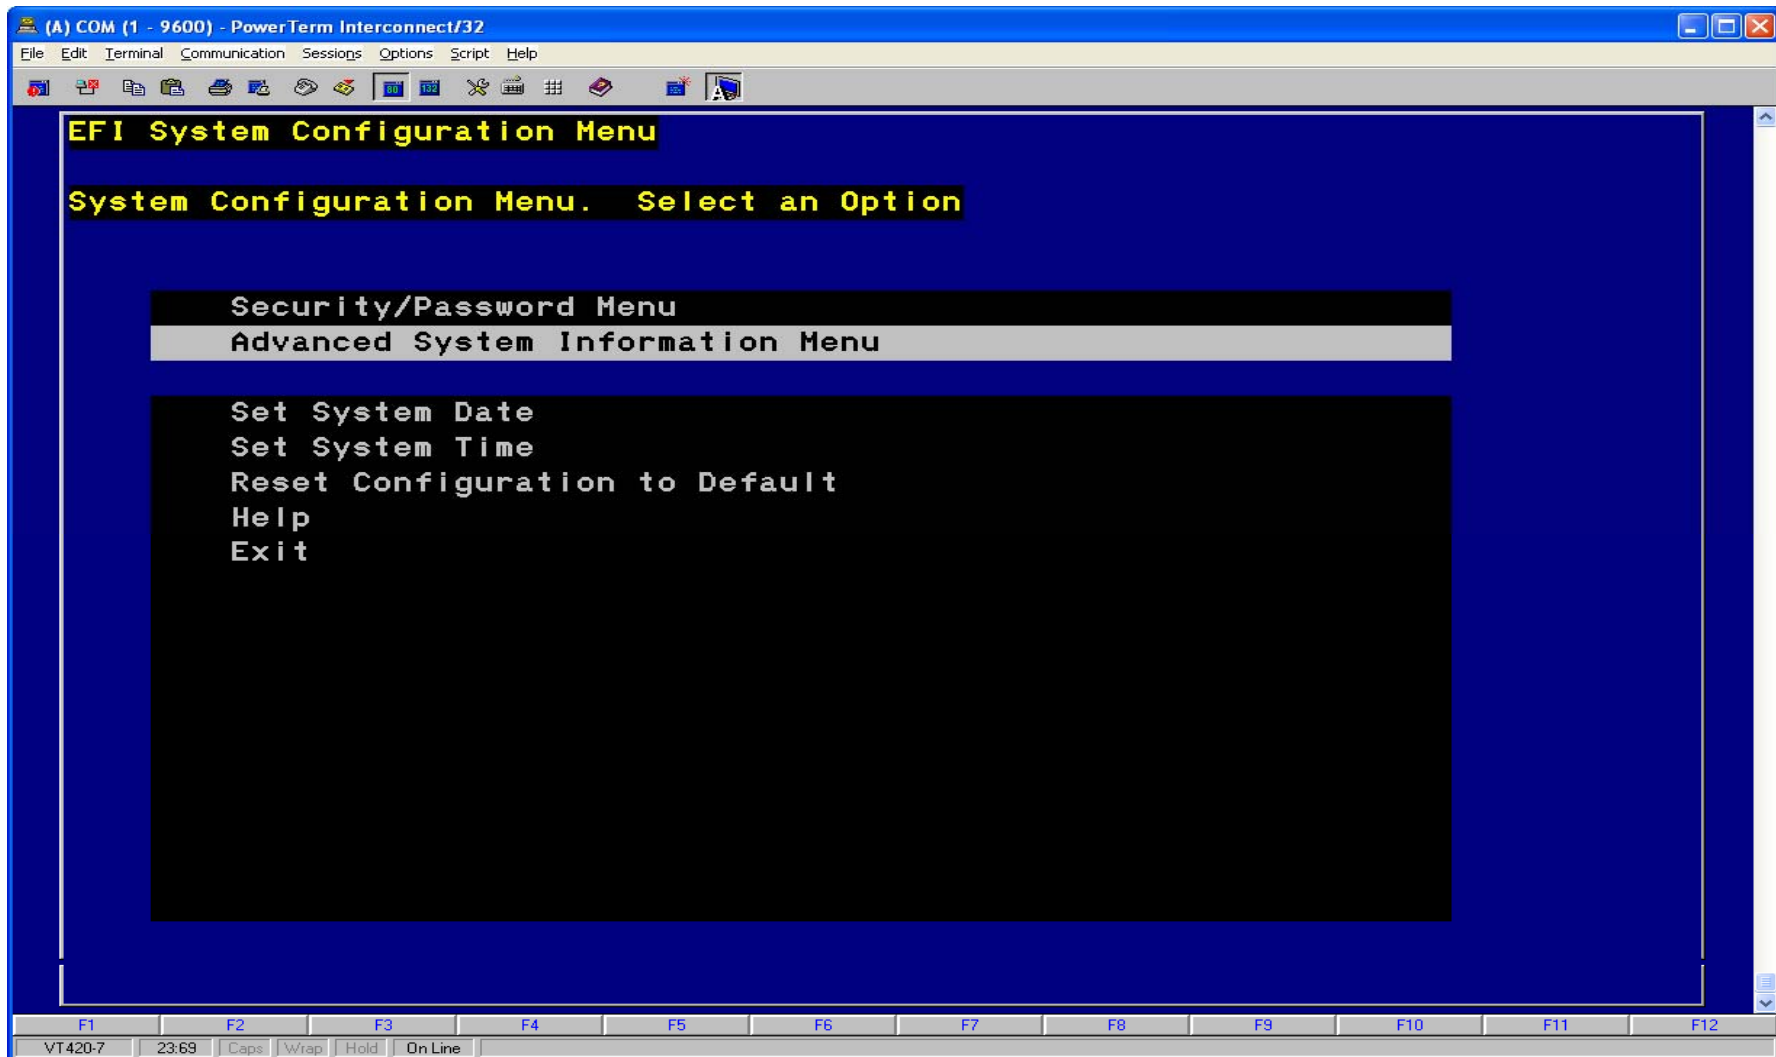 (A) COM (1 - 9600) - PowerTerm Interconnect/32
File Edit Terminal Communication Sessions Options Script Help
80 132
EFI System Configuration Menu
System Configuration Menu.  Select an Option
Security/Password Menu
Advanced System Information Menu
Set System Date
Set System Time
Reset Configuration to Default
Help
Exit
F1 F2 F3 F4 F5 F6 F7 F8 F9 F10 F11 F12
VT420-7 23:69 Caps Wrap Hold On Line